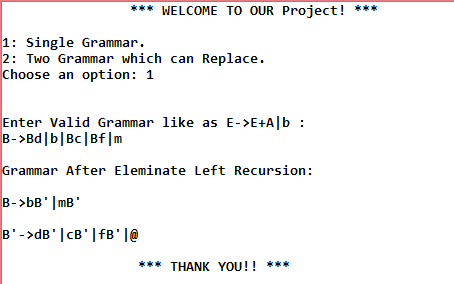 *** WELCOME TO OUR Project! ***
1: Single Grammar.
2: Two Grammar which can Replace.
Choose an option: 1
Enter Valid Grammar like as E->E+A|b :
B->Bd|b|Bc|Bf|m
Grammar After Eleminate Left Recursion:
B->bB'|mB'
B'->dB'|cB'|fB'|@
*** THANK YOU!! ***